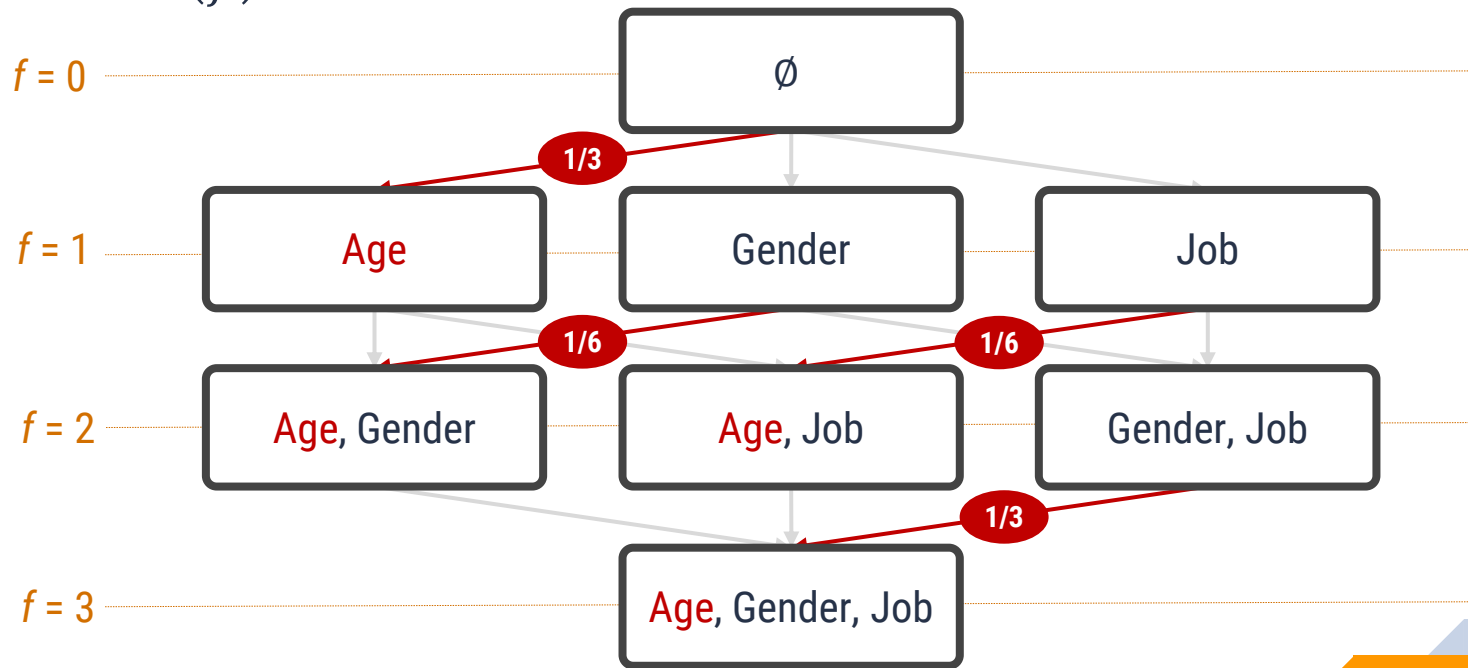 f = 0
Ø
1/3
f = 1
Age
Gender
Job
1/6
1/6
f = 2
Age, Gender
Age, Job
Gender, Job
1/3
f = 3
Age, Gender, Job